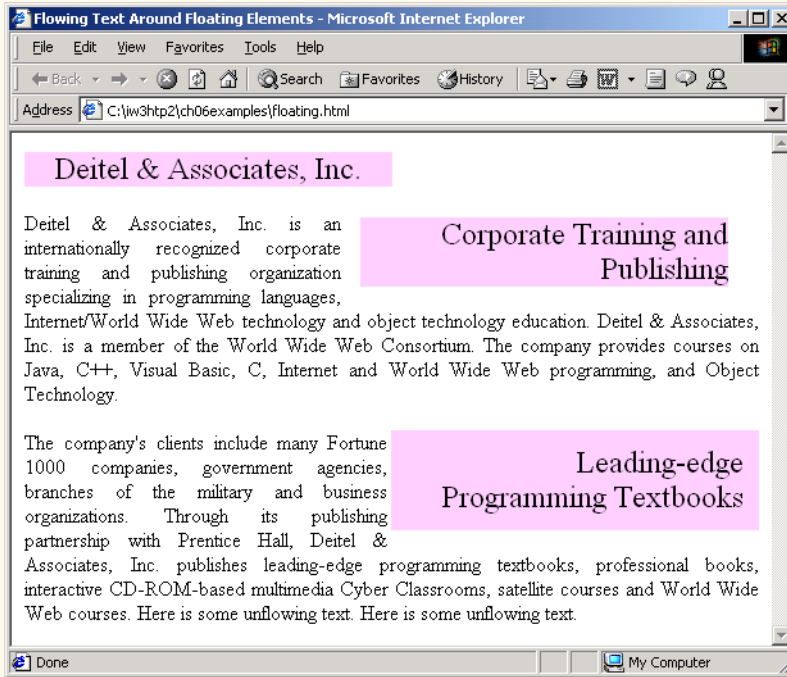 Flowing Text Around Floating Elements - Microsoft Internet Explorer
File Edit View Favorites Tools Help
Back Search Favorites History
Address C:\iw3htp2\ch06examples\floating.html
Deitel & Associates, Inc.
Deitel & Associates, Inc. is an
internationally recognized corporate
training and publishing organization
specializing in programming languages,
Corporate Training and
Publishing
Internet/World Wide Web technology and object technology education. Deitel & Associates,
Inc. is a member of the World Wide Web Consortium. The company provides courses on
Java, C++, Visual Basic, C, Internet and World Wide Web programming, and Object
Technology.
The company's clients include many Fortune
1000 companies, government agencies,
branches of the military and business
organizations. Through its publishing
partnership with Prentice Hall, Deitel &
Leading-edge
Programming Textbooks
Associates, Inc. publishes leading-edge programming textbooks, professional books,
interactive CD-ROM-based multimedia Cyber Classrooms, satellite courses and World Wide
Web courses. Here is some unflowing text. Here is some unflowing text.
Done My Computer